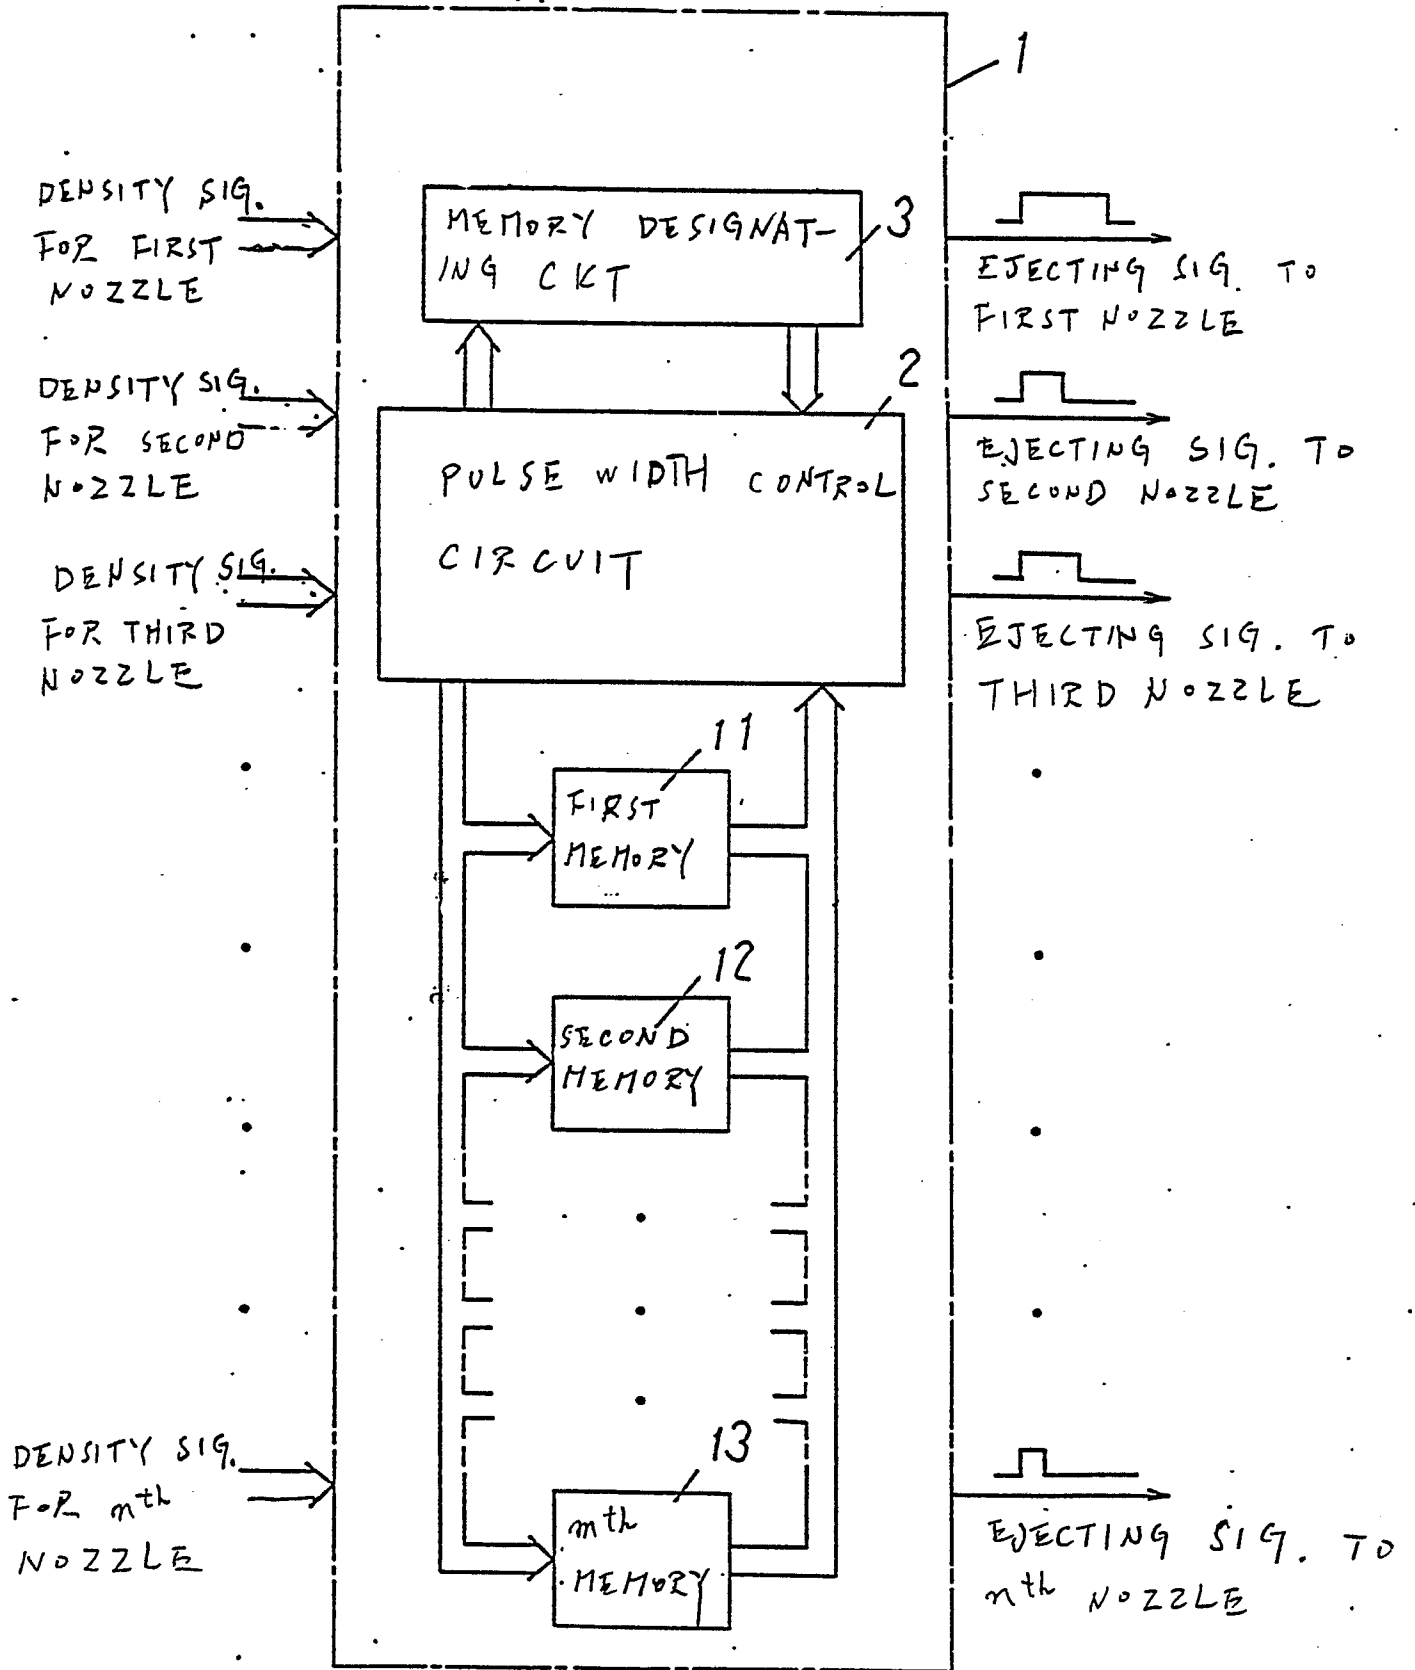 1
DENSITY SIG.
FOR FIRST
NOZZLE
MEMORY DESIGNAT-
ING CKT
3
EJECTING SIG. TO
FIRST NOZZLE
DENSITY SIG.
FOR SECOND
NOZZLE
2
PULSE WIDTH CONTROL
CIRCUIT
EJECTING SIG. TO
SECOND NOZZLE
DENSITY SIG.
FOR THIRD
NOZZLE
EJECTING SIG. TO
THIRD NOZZLE
11
FIRST
MEMORY
12
SECOND
MEMORY
DENSITY SIG.
FOR nth
NOZZLE
13
mth
MEMORY
EJECTING SIG. TO
nth NOZZLE